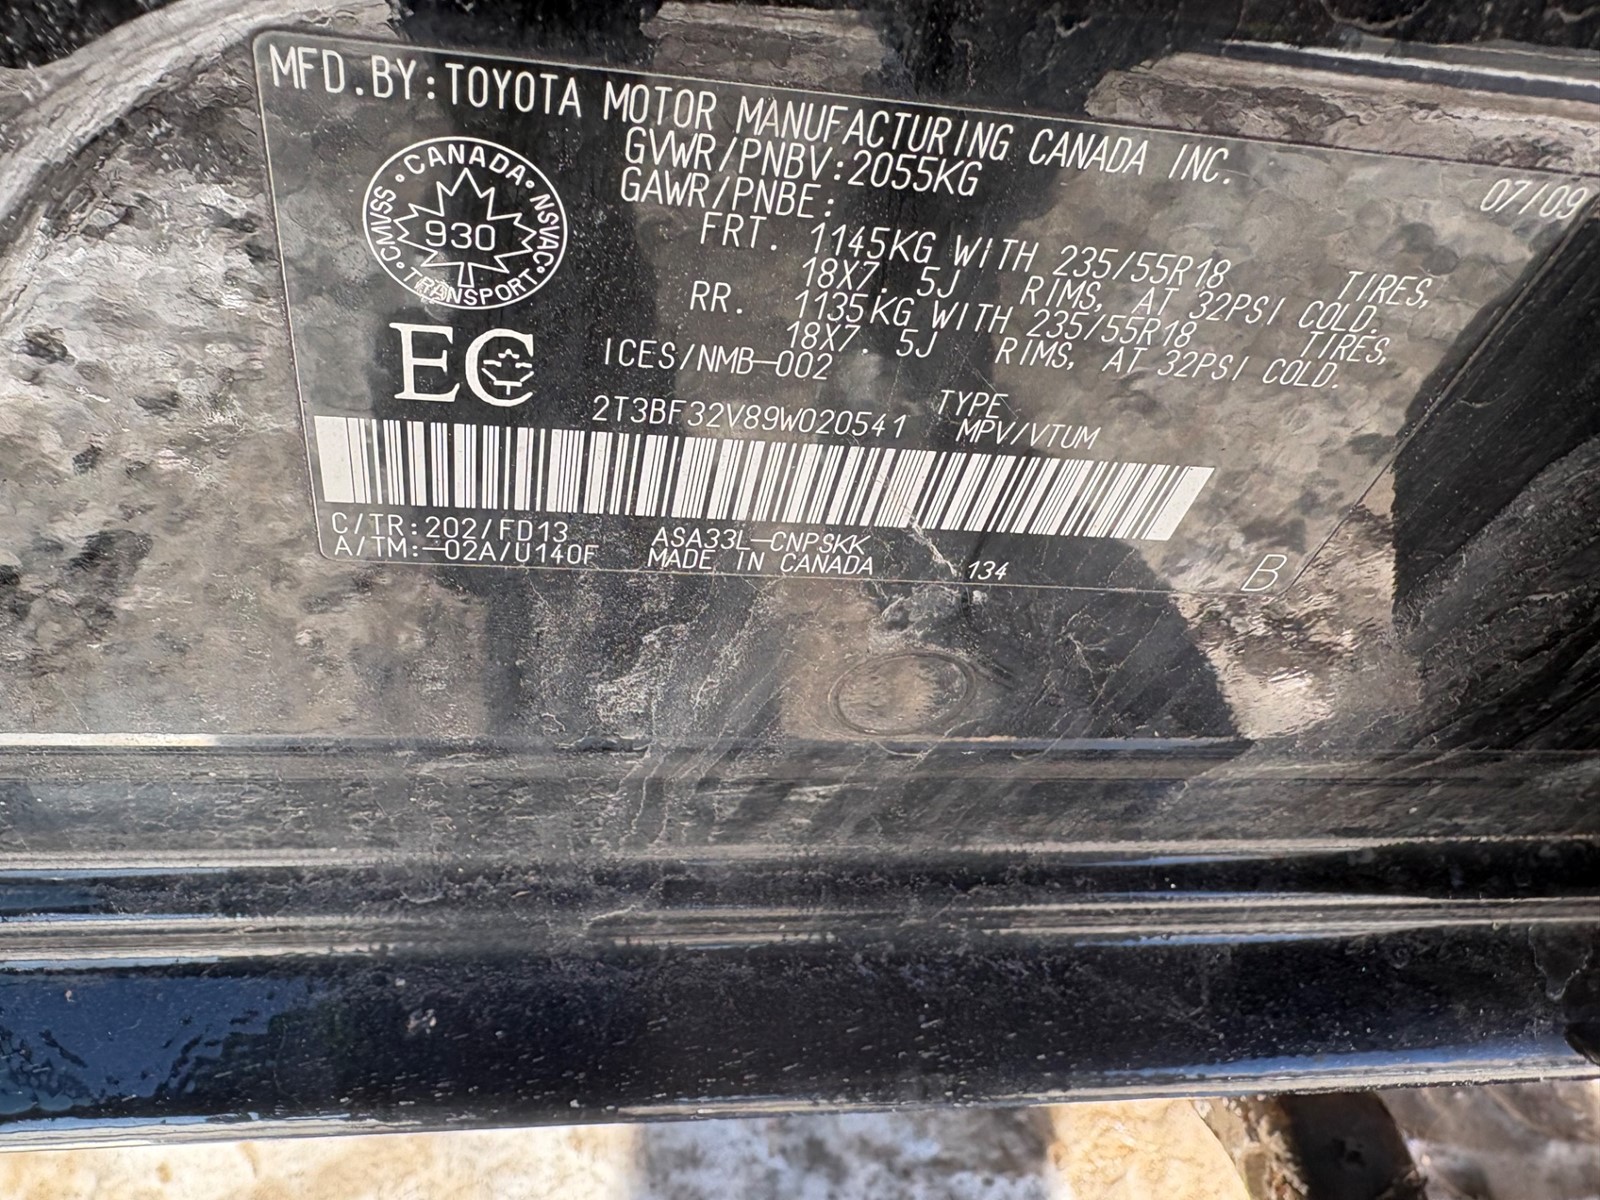 MFD.BY:TOYOTA MOTOR MANUFACTURING CANADA INC.
07/09
GVWR/PNBV:2055KG
GAWR/PNBE:
FRT. 1145KG WITH 235/55R18 TIRES,
18X7. 5J RIMS, AT 32PSI COLD.
RR. 1135KG WITH 235/55R18 TIRES,
18X7. 5J RIMS, AT 32PSI COLD.
CANADA • NSVAC • TRANSPORT • CMVSS •
930
EC
ICES/NMB-002
2T3BF32V89W020541
TYPE
MPV/VTUM
C/TR:202/FD13 ASA33L-CNPSKK
A/TM:-02A/U140F MADE IN CANADA 134 B